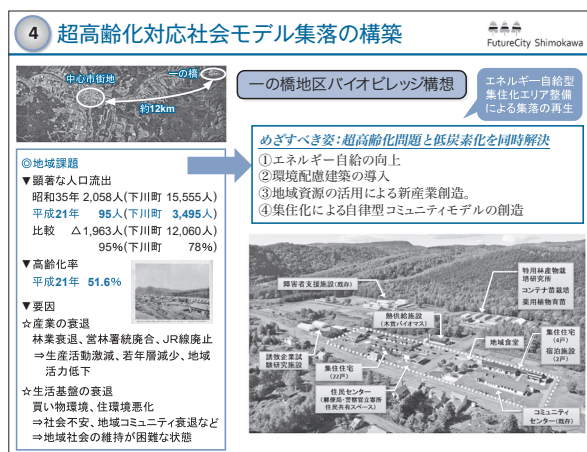 4 超高齢化対応社会モデル集落の構築
FutureCity Shimokawa
中心市街地
一の橋
約12km
一の橋地区バイオビレッジ構想
エネルギー自給型
集住化エリア整備
による集落の再生
めざすべき姿：超高齢化問題と低炭素化を同時解決
①エネルギー自給の向上
②環境配慮建築の導入
③地域資源の活用による新産業創造。
④集住化による自律型コミュニティモデルの創造
◎地域課題
▼顕著な人口流出
昭和35年 2,058人(下川町 15,555人)
平成21年 95人(下川町 3,495人)
比較 △1,963人(下川町 12,060人)
95%(下川町 78%)
▼高齢化率
平成21年 51.6%
▼要因
☆産業の衰退
林業衰退、営林署統廃合、JR線廃止
⇒生産活動激減、若年層減少、地域
活力低下
☆生活基盤の衰退
買い物環境、住環境悪化
⇒社会不安、地域コミュニティ衰退など
⇒地域社会の維持が困難な状態
障害者支援施設(既存)
特用林産物栽
培研究所
コンテナ苗栽培
薬用植物育苗
熱供給施設
(木質バイオマス)
地域食堂
集住住宅
(4戸)
宿泊施設
(2戸)
誘致企業試
験研究施設
集住住宅
(22戸)
住民センター
(郵便局・警察官立寄所
住民共有スペース)
コミュニティ
センター(既存)